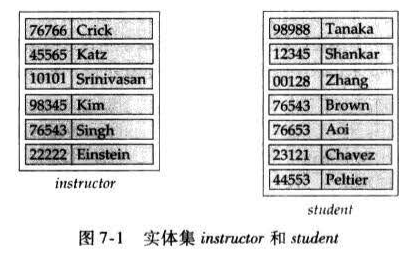 76766 Crick
45565 Katz
10101 Srinivasan
98345 Kim
76543 Singh
22222 Einstein
instructor
98988 Tanaka
12345 Shankar
00128 Zhang
76543 Brown
76653 Aoi
23121 Chavez
44553 Peltier
student
图 7-1 实体集 instructor 和 student